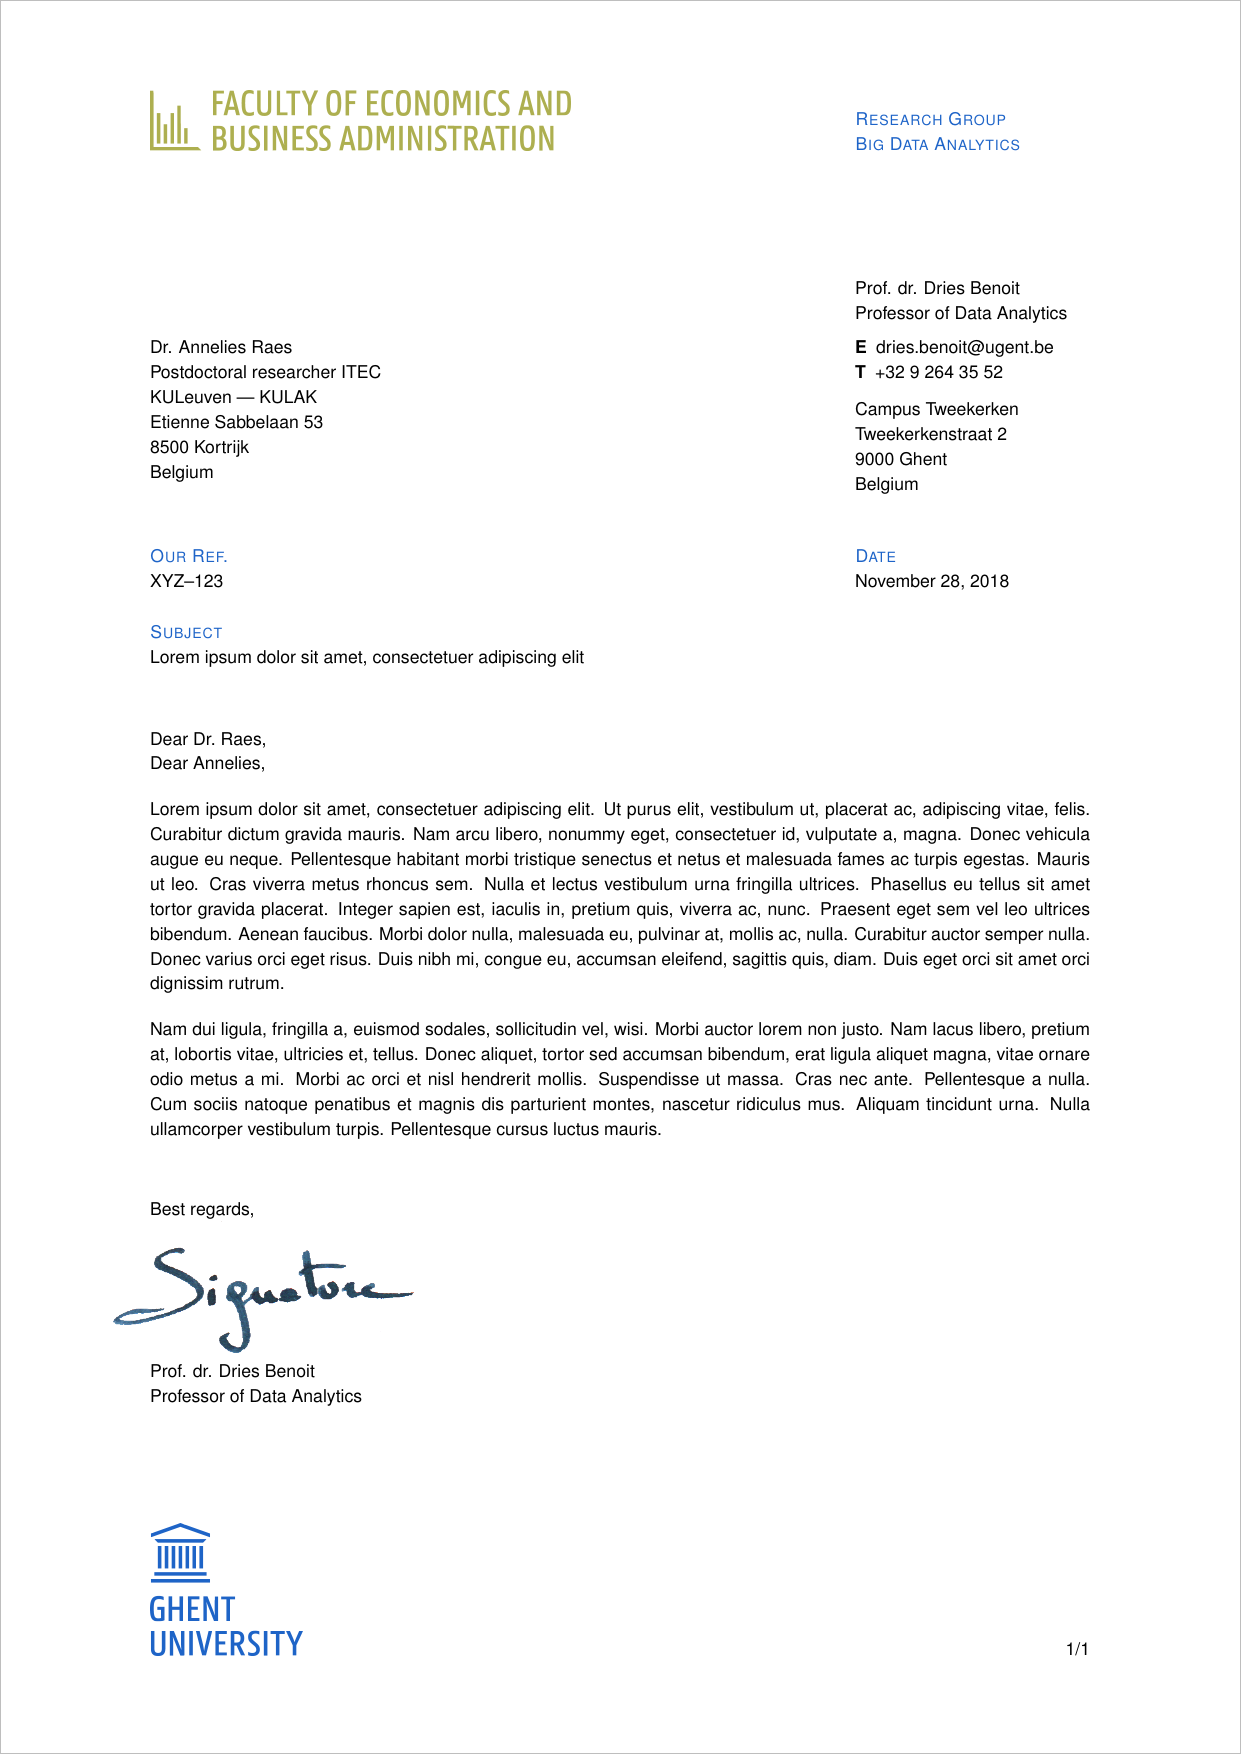 FACULTY OF ECONOMICS AND
BUSINESS ADMINISTRATION
RESEARCH GROUP
BIG DATA ANALYTICS
Prof. dr. Dries Benoit
Professor of Data Analytics
E dries.benoit@ugent.be
T +32 9 264 35 52
Campus Tweekerken
Tweekerkenstraat 2
9000 Ghent
Belgium
Dr. Annelies Raes
Postdoctoral researcher ITEC
KULeuven — KULAK
Etienne Sabbelaan 53
8500 Kortrijk
Belgium
OUR REF.
XYZ–123
DATE
November 28, 2018
SUBJECT
Lorem ipsum dolor sit amet, consectetuer adipiscing elit
Dear Dr. Raes,
Dear Annelies,
Lorem ipsum dolor sit amet, consectetuer adipiscing elit. Ut purus elit, vestibulum ut, placerat ac, adipiscing vitae, felis.
Curabitur dictum gravida mauris. Nam arcu libero, nonummy eget, consectetuer id, vulputate a, magna. Donec vehicula
augue eu neque. Pellentesque habitant morbi tristique senectus et netus et malesuada fames ac turpis egestas. Mauris
ut leo. Cras viverra metus rhoncus sem. Nulla et lectus vestibulum urna fringilla ultrices. Phasellus eu tellus sit amet
tortor gravida placerat. Integer sapien est, iaculis in, pretium quis, viverra ac, nunc. Praesent eget sem vel leo ultrices
bibendum. Aenean faucibus. Morbi dolor nulla, malesuada eu, pulvinar at, mollis ac, nulla. Curabitur auctor semper nulla.
Donec varius orci eget risus. Duis nibh mi, congue eu, accumsan eleifend, sagittis quis, diam. Duis eget orci sit amet orci
dignissim rutrum.
Nam dui ligula, fringilla a, euismod sodales, sollicitudin vel, wisi. Morbi auctor lorem non justo. Nam lacus libero, pretium
at, lobortis vitae, ultricies et, tellus. Donec aliquet, tortor sed accumsan bibendum, erat ligula aliquet magna, vitae ornare
odio metus a mi. Morbi ac orci et nisl hendrerit mollis. Suspendisse ut massa. Cras nec ante. Pellentesque a nulla.
Cum sociis natoque penatibus et magnis dis parturient montes, nascetur ridiculus mus. Aliquam tincidunt urna. Nulla
ullamcorper vestibulum turpis. Pellentesque cursus luctus mauris.
Best regards,
Signature
Prof. dr. Dries Benoit
Professor of Data Analytics
GHENT
UNIVERSITY
1/1